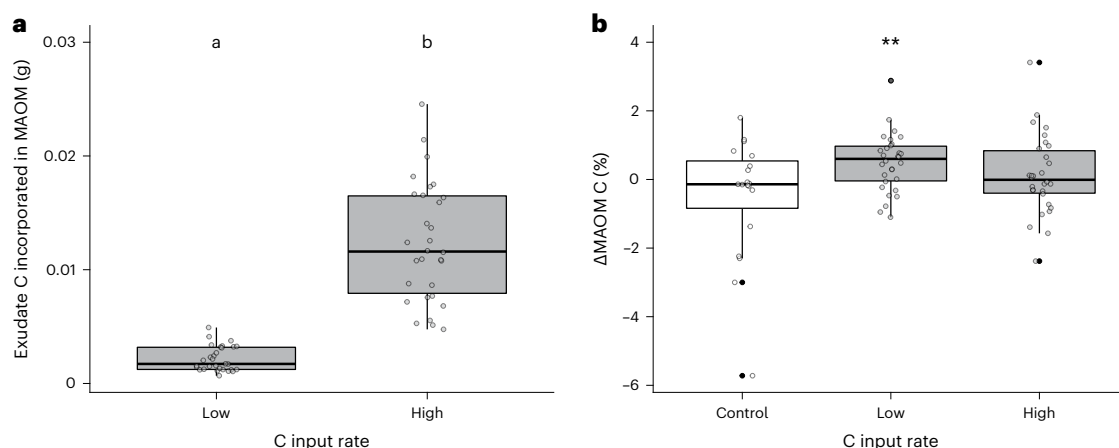 a
Exudate C incorporated in MAOM (g)
0.03
0.02
0.01
0
a
b
Low
High
C input rate
b
ΔMAOM C (%)
4
2
0
–2
–4
–6
**
Control
Low
High
C input rate